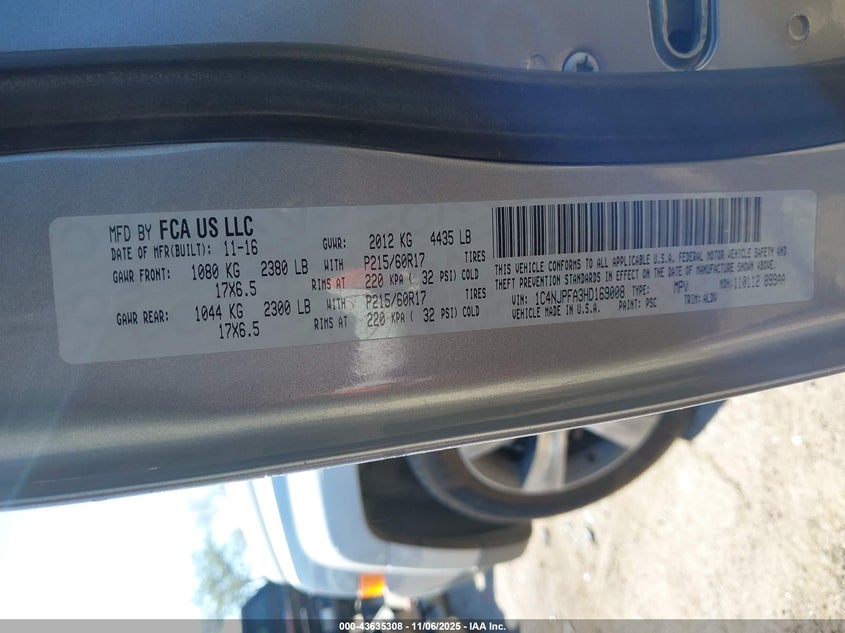 MFD BY FCA US LLC
DATE OF MFR(BUILT): 11-16 GVWR: 2012 KG 4435 LB
GAWR FRONT: 1080 KG 2380 LB WITH P215/60R17 TIRES
17X6.5 RIMS AT 220 KPA ( 32 PSI) COLD
GAWR REAR: 1044 KG 2300 LB WITH P215/60R17 TIRES
17X6.5 RIMS AT 220 KPA ( 32 PSI) COLD
THIS VEHICLE CONFORMS TO ALL APPLICABLE U.S.A. FEDERAL MOTOR VEHICLE SAFETY AND
THEFT PREVENTION STANDARDS IN EFFECT ON THE DATE OF MANUFACTURE SHOWN ABOVE.
VIN: 1C4NJPFA3HD169008 TYPE: MPV MDH: 110112 899AA
VEHICLE MADE IN U.S.A. PAINT: PSC TRIM: ALDV
000-43635308 - 11/06/2025 - IAA Inc.